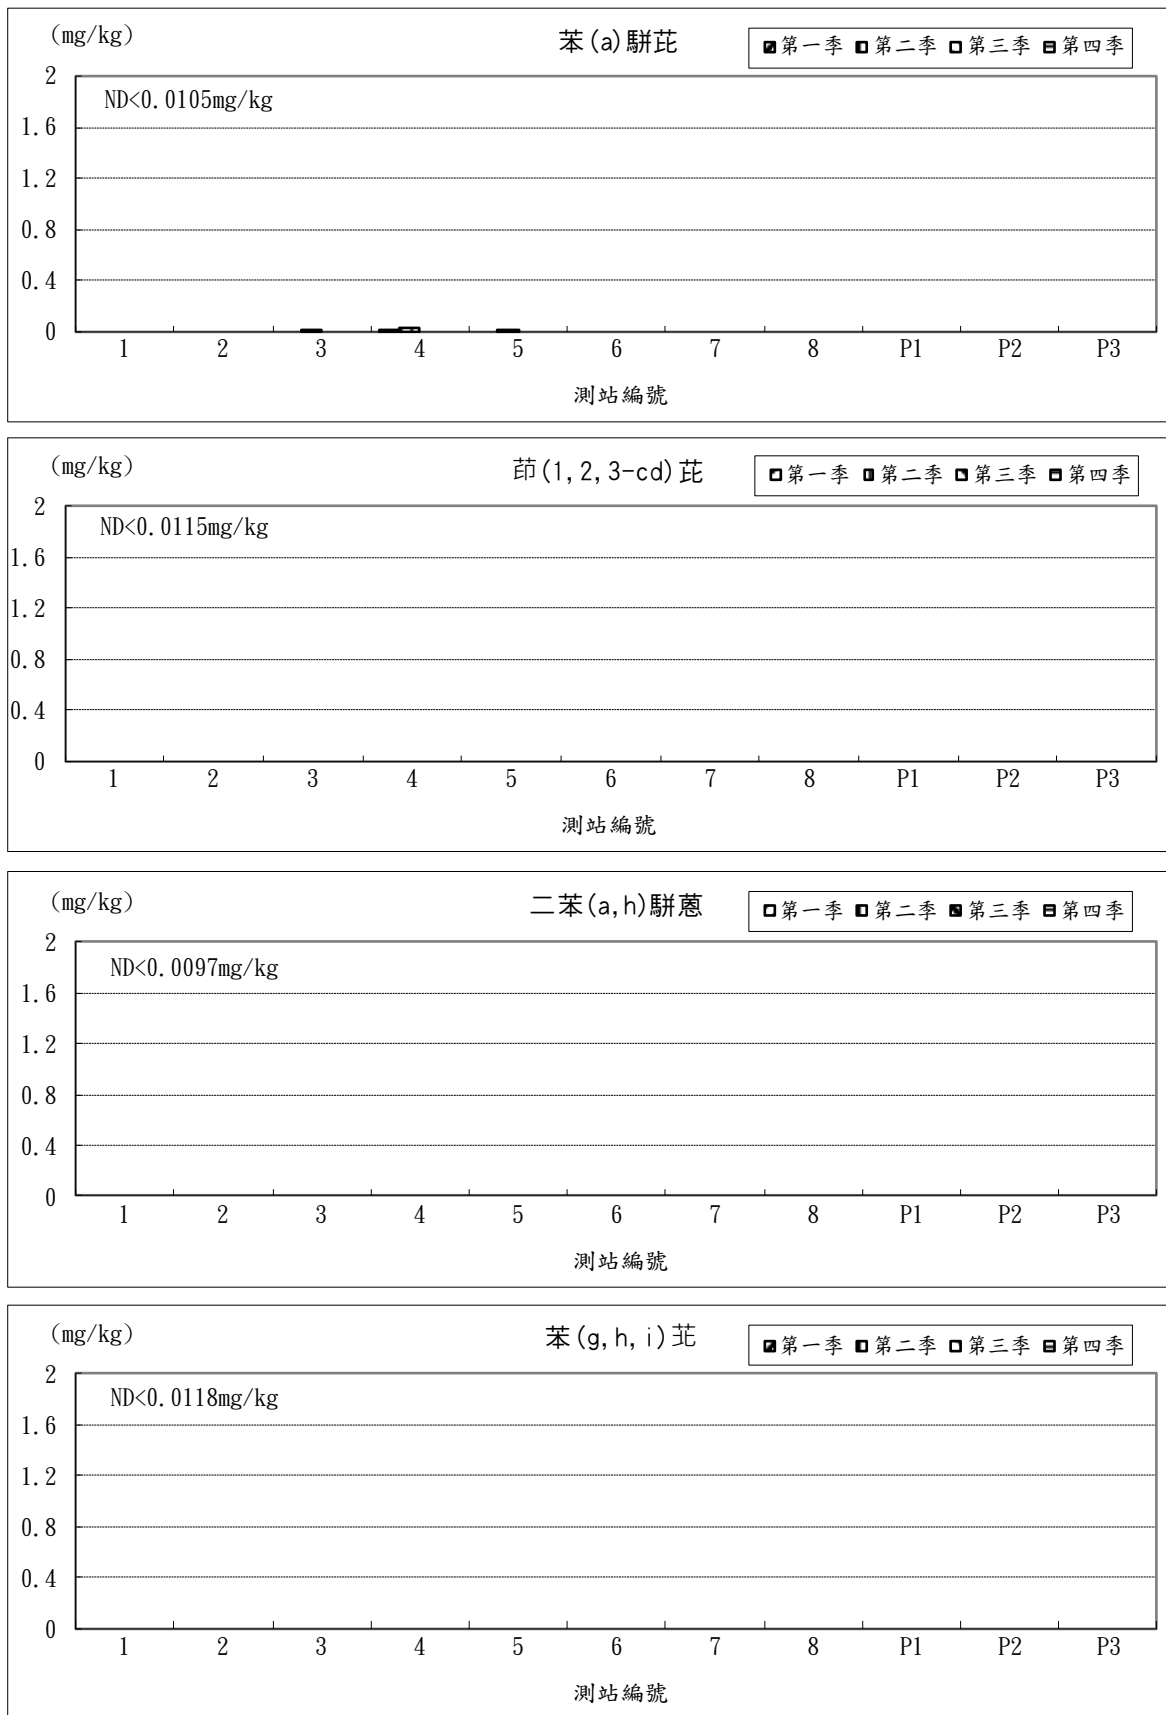 (mg/kg)
苯(a)駢芘
第一季 第二季 第三季 第四季
2
ND<0.0105mg/kg
1.6
1.2
0.8
0.4
0
1 2 3 4 5 6 7 8 P1 P2 P3
測站編號
(mg/kg)
茚(1,2,3-cd)芘
第一季 第二季 第三季 第四季
2
ND<0.0115mg/kg
1.6
1.2
0.8
0.4
0
1 2 3 4 5 6 7 8 P1 P2 P3
測站編號
(mg/kg)
二苯(a,h)駢蒽
第一季 第二季 第三季 第四季
2
ND<0.0097mg/kg
1.6
1.2
0.8
0.4
0
1 2 3 4 5 6 7 8 P1 P2 P3
測站編號
(mg/kg)
苯(g,h,i)苝
第一季 第二季 第三季 第四季
2
ND<0.0118mg/kg
1.6
1.2
0.8
0.4
0
1 2 3 4 5 6 7 8 P1 P2 P3
測站編號